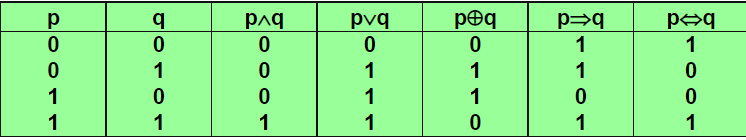 p q p∧q p∨q p⊕q p⇒q p⇔q
0 0 0 0 0 1 1
0 1 0 1 1 1 0
1 0 0 1 1 0 0
1 1 1 1 0 1 1